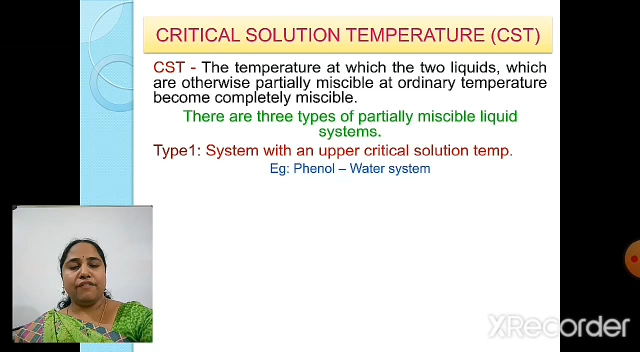 CRITICAL SOLUTION TEMPERATURE (CST)
CST - The temperature at which the two liquids, which
are otherwise partially miscible at ordinary temperature
become completely miscible.
There are three types of partially miscible liquid
systems.
Type1: System with an upper critical solution temp.
Eg: Phenol – Water system
XRecorder